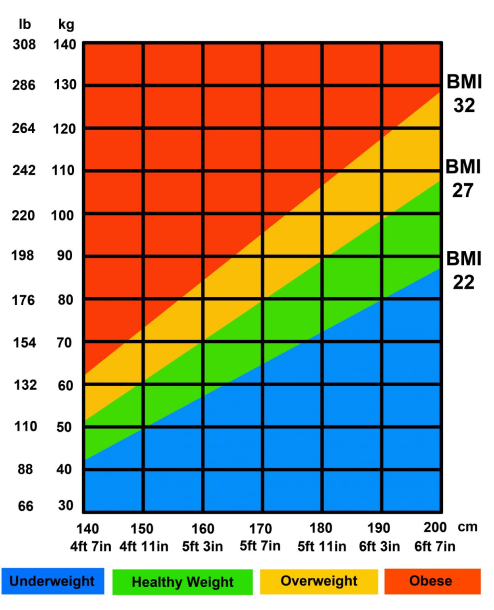 lb kg
308 140
286 130
BMI
32
264 120
242 110
BMI
27
220 100
198 90
BMI
22
176 80
154 70
132 60
110 50
88 40
66 30
140 150 160 170 180 190 200 cm
4ft 7in 4ft 11in 5ft 3in 5ft 7in 5ft 11in 6ft 3in 6ft 7in
Underweight Healthy Weight Overweight Obese